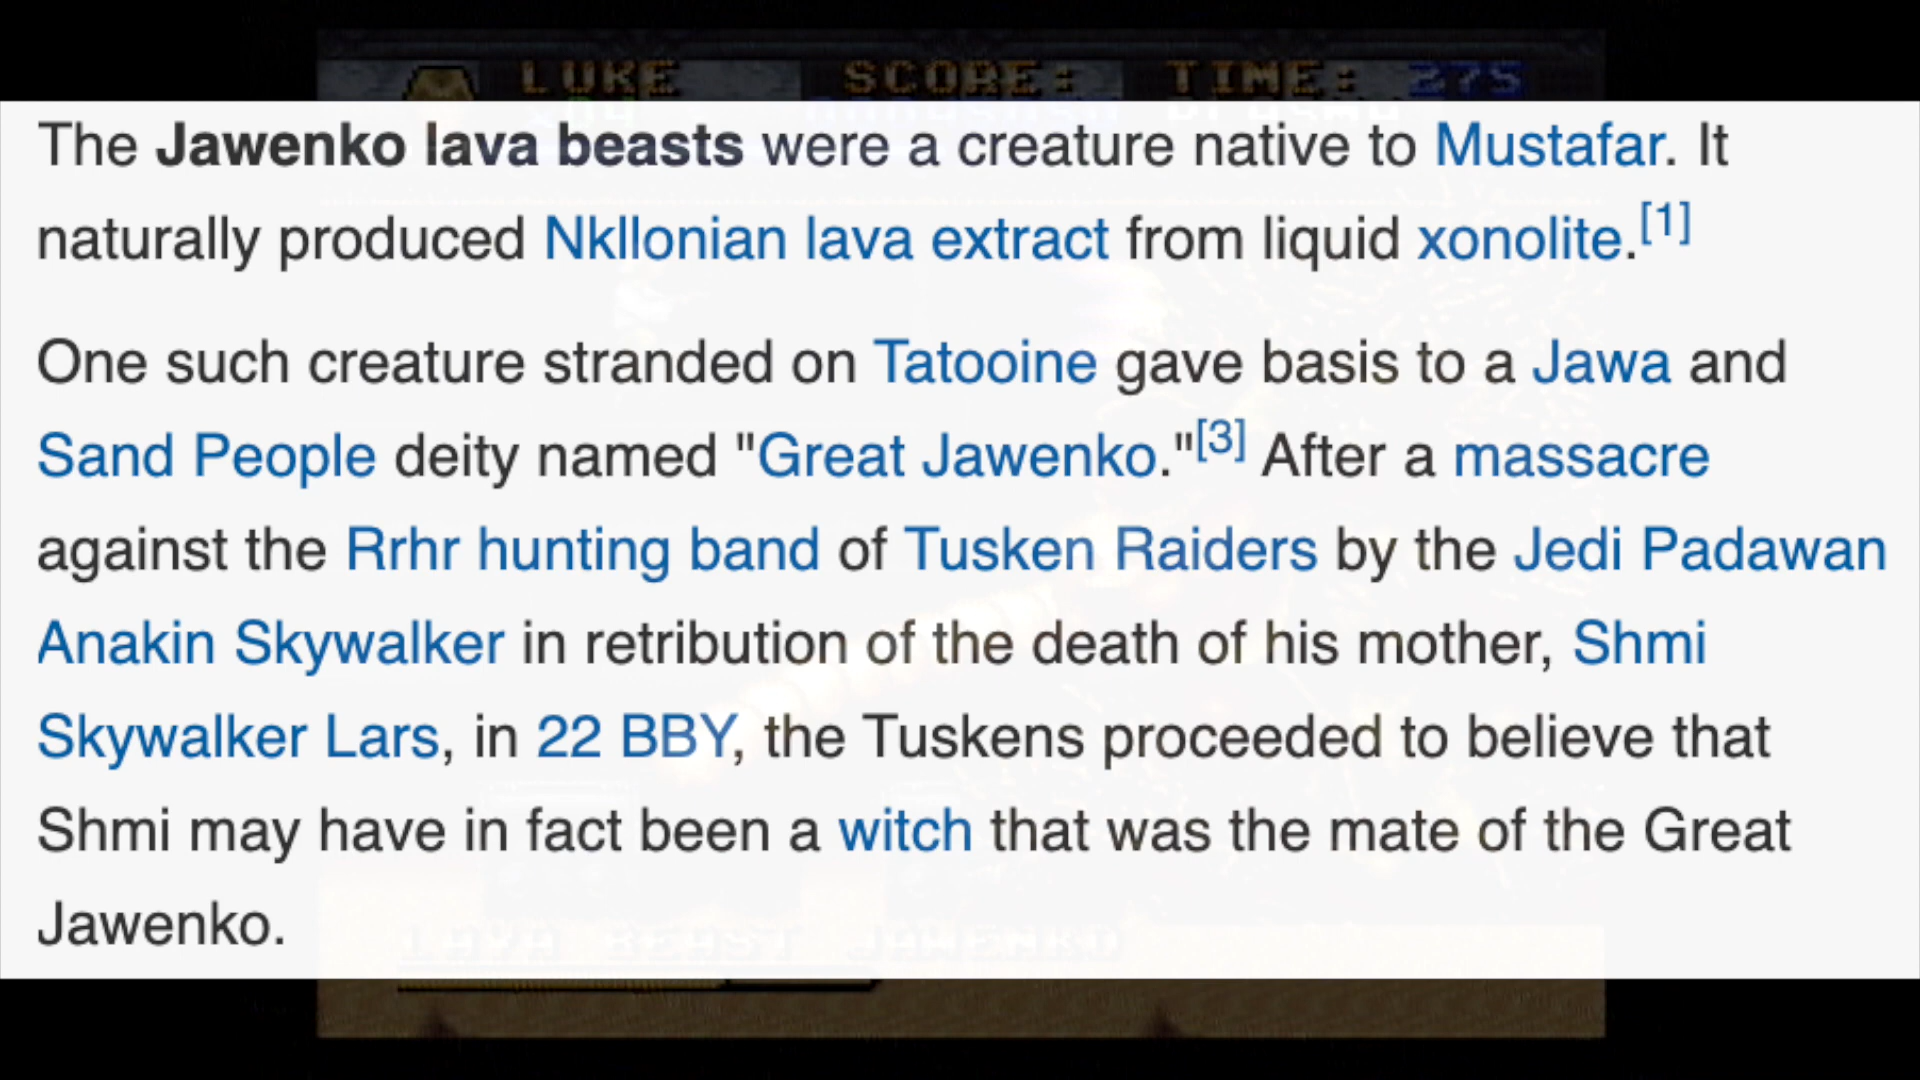 LUKE SCORE: TIME: 275
The Jawenko lava beasts were a creature native to Mustafar. It
naturally produced Nkllonian lava extract from liquid xonolite.[1]
One such creature stranded on Tatooine gave basis to a Jawa and
Sand People deity named "Great Jawenko."[3] After a massacre
against the Rrhr hunting band of Tusken Raiders by the Jedi Padawan
Anakin Skywalker in retribution of the death of his mother, Shmi
Skywalker Lars, in 22 BBY, the Tuskens proceeded to believe that
Shmi may have in fact been a witch that was the mate of the Great
Jawenko.
LAVA BEAST JAWENKO